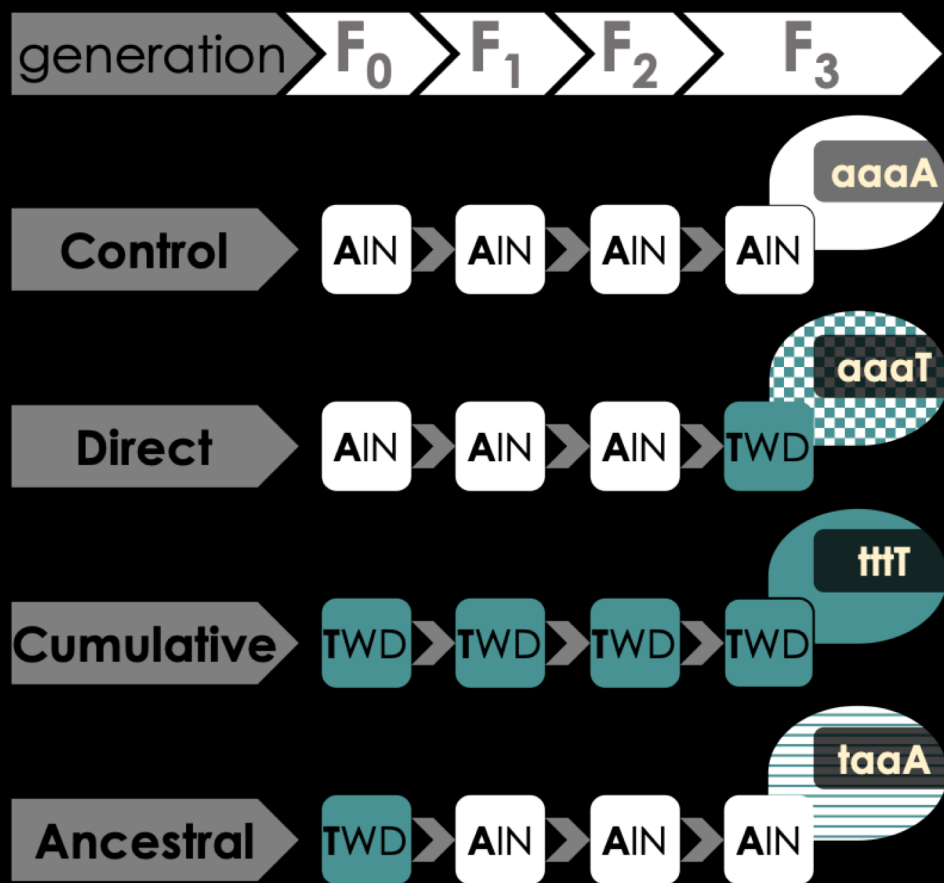 generation F0 F1 F2 F3
aaaA
Control AIN AIN AIN AIN
aaaT
Direct AIN AIN AIN TWD
tttT
Cumulative TWD TWD TWD TWD
taaA
Ancestral TWD AIN AIN AIN